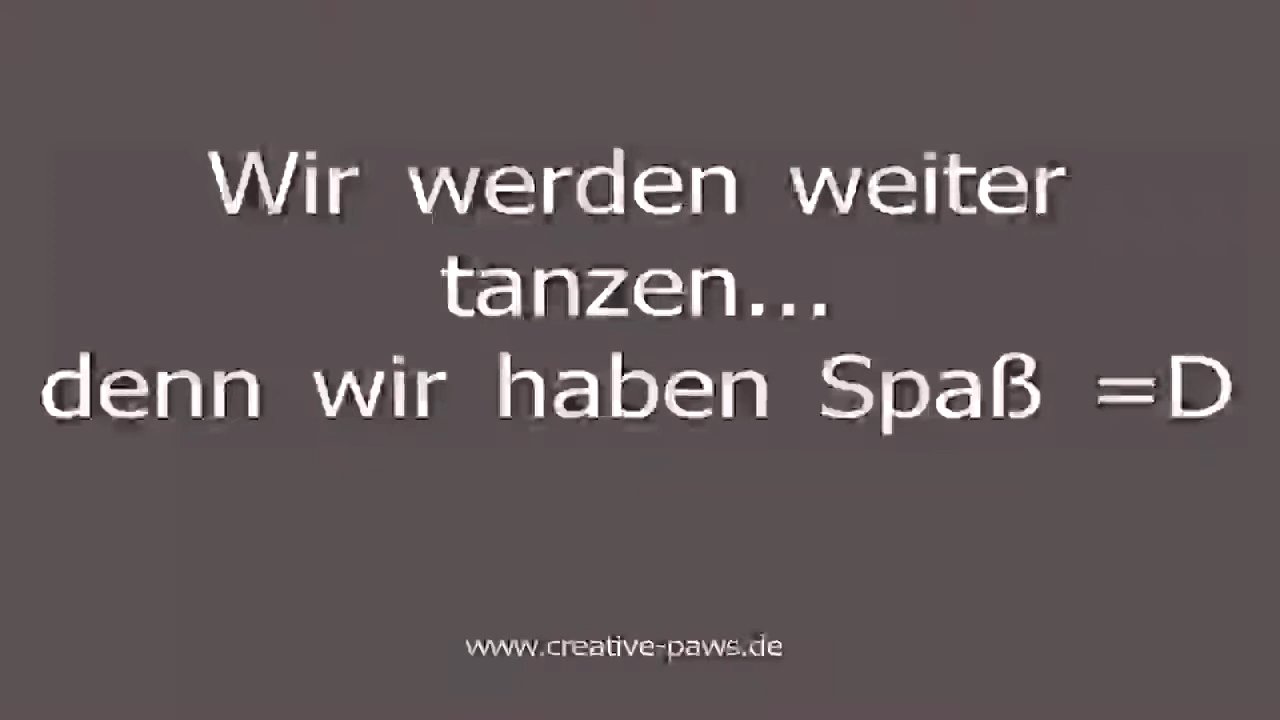 Wir werden weiter
tanzen...
denn wir haben Spaß =D
www.creative-paws.de